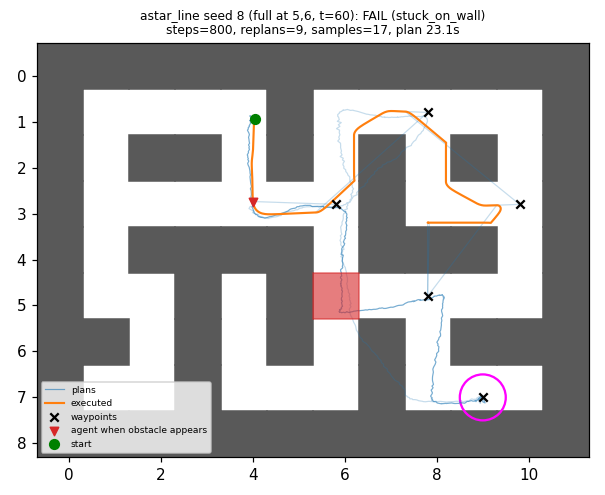 astar_line seed 8 (full at 5,6, t=60): FAIL (stuck_on_wall)
steps=800, replans=9, samples=17, plan 23.1s
0
1
2
3
4
5
6
7
8
plans
executed
waypoints
agent when obstacle appears
start
0 2 4 6 8 10